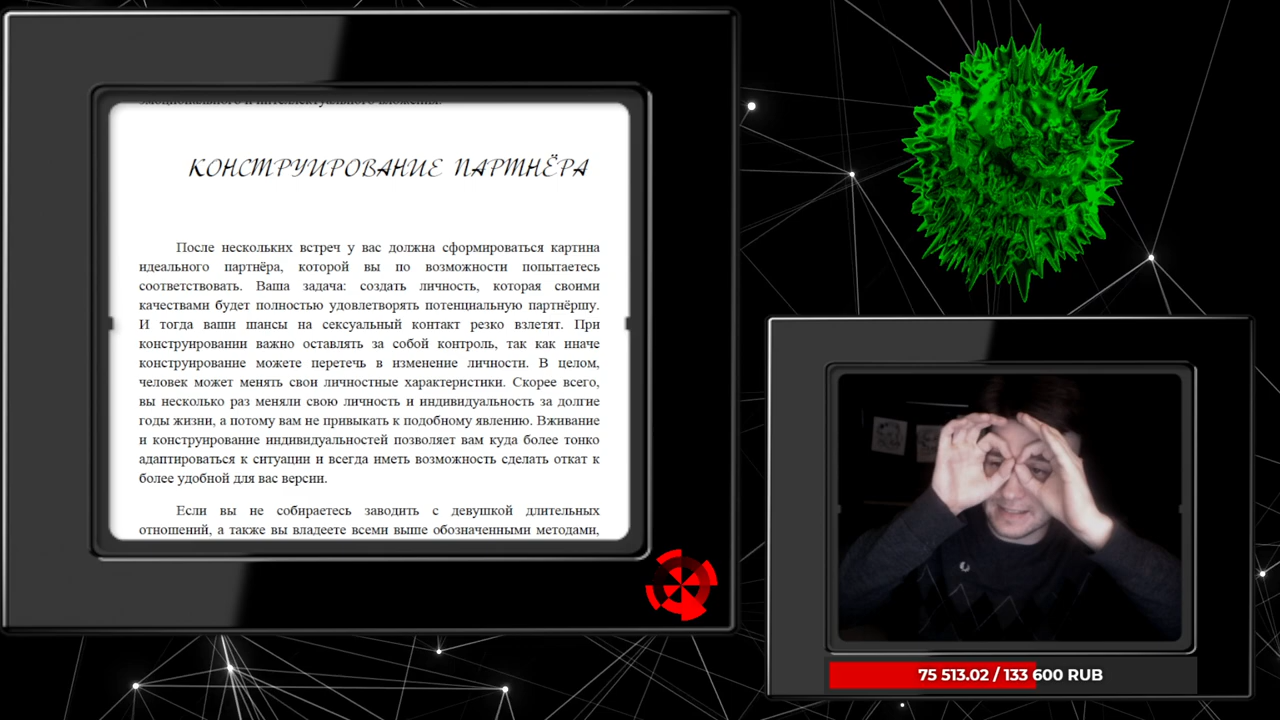 эмоционального и интеллектуального вложения.
КОНСТРУИРОВАНИЕ ПАРТНЁРА
После нескольких встреч у вас должна сформироваться картина
идеального партнёра, которой вы по возможности попытаетесь
соответствовать. Ваша задача: создать личность, которая своими
качествами будет полностью удовлетворять потенциальную партнёршу.
И тогда ваши шансы на сексуальный контакт резко взлетят. При
конструировании важно оставлять за собой контроль, так как иначе
конструирование можете перетечь в изменение личности. В целом,
человек может менять свои личностные характеристики. Скорее всего,
вы несколько раз меняли свою личность и индивидуальность за долгие
годы жизни, а потому вам не привыкать к подобному явлению. Вживание
и конструирование индивидуальностей позволяет вам куда более тонко
адаптироваться к ситуации и всегда иметь возможность сделать откат к
более удобной для вас версии.
Если вы не собираетесь заводить с девушкой длительных
отношений, а также вы владеете всеми выше обозначенными методами,
75 513.02 / 133 600 RUB